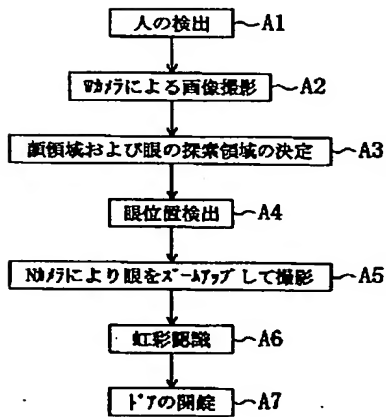 人の検出 A1
Wカメラによる画像撮影 A2
顔領域および眼の探索領域の決定 A3
眼位置検出 A4
Nカメラにより眼をズームアップして撮影 A5
虹彩認識 A6
ドアの開錠 A7